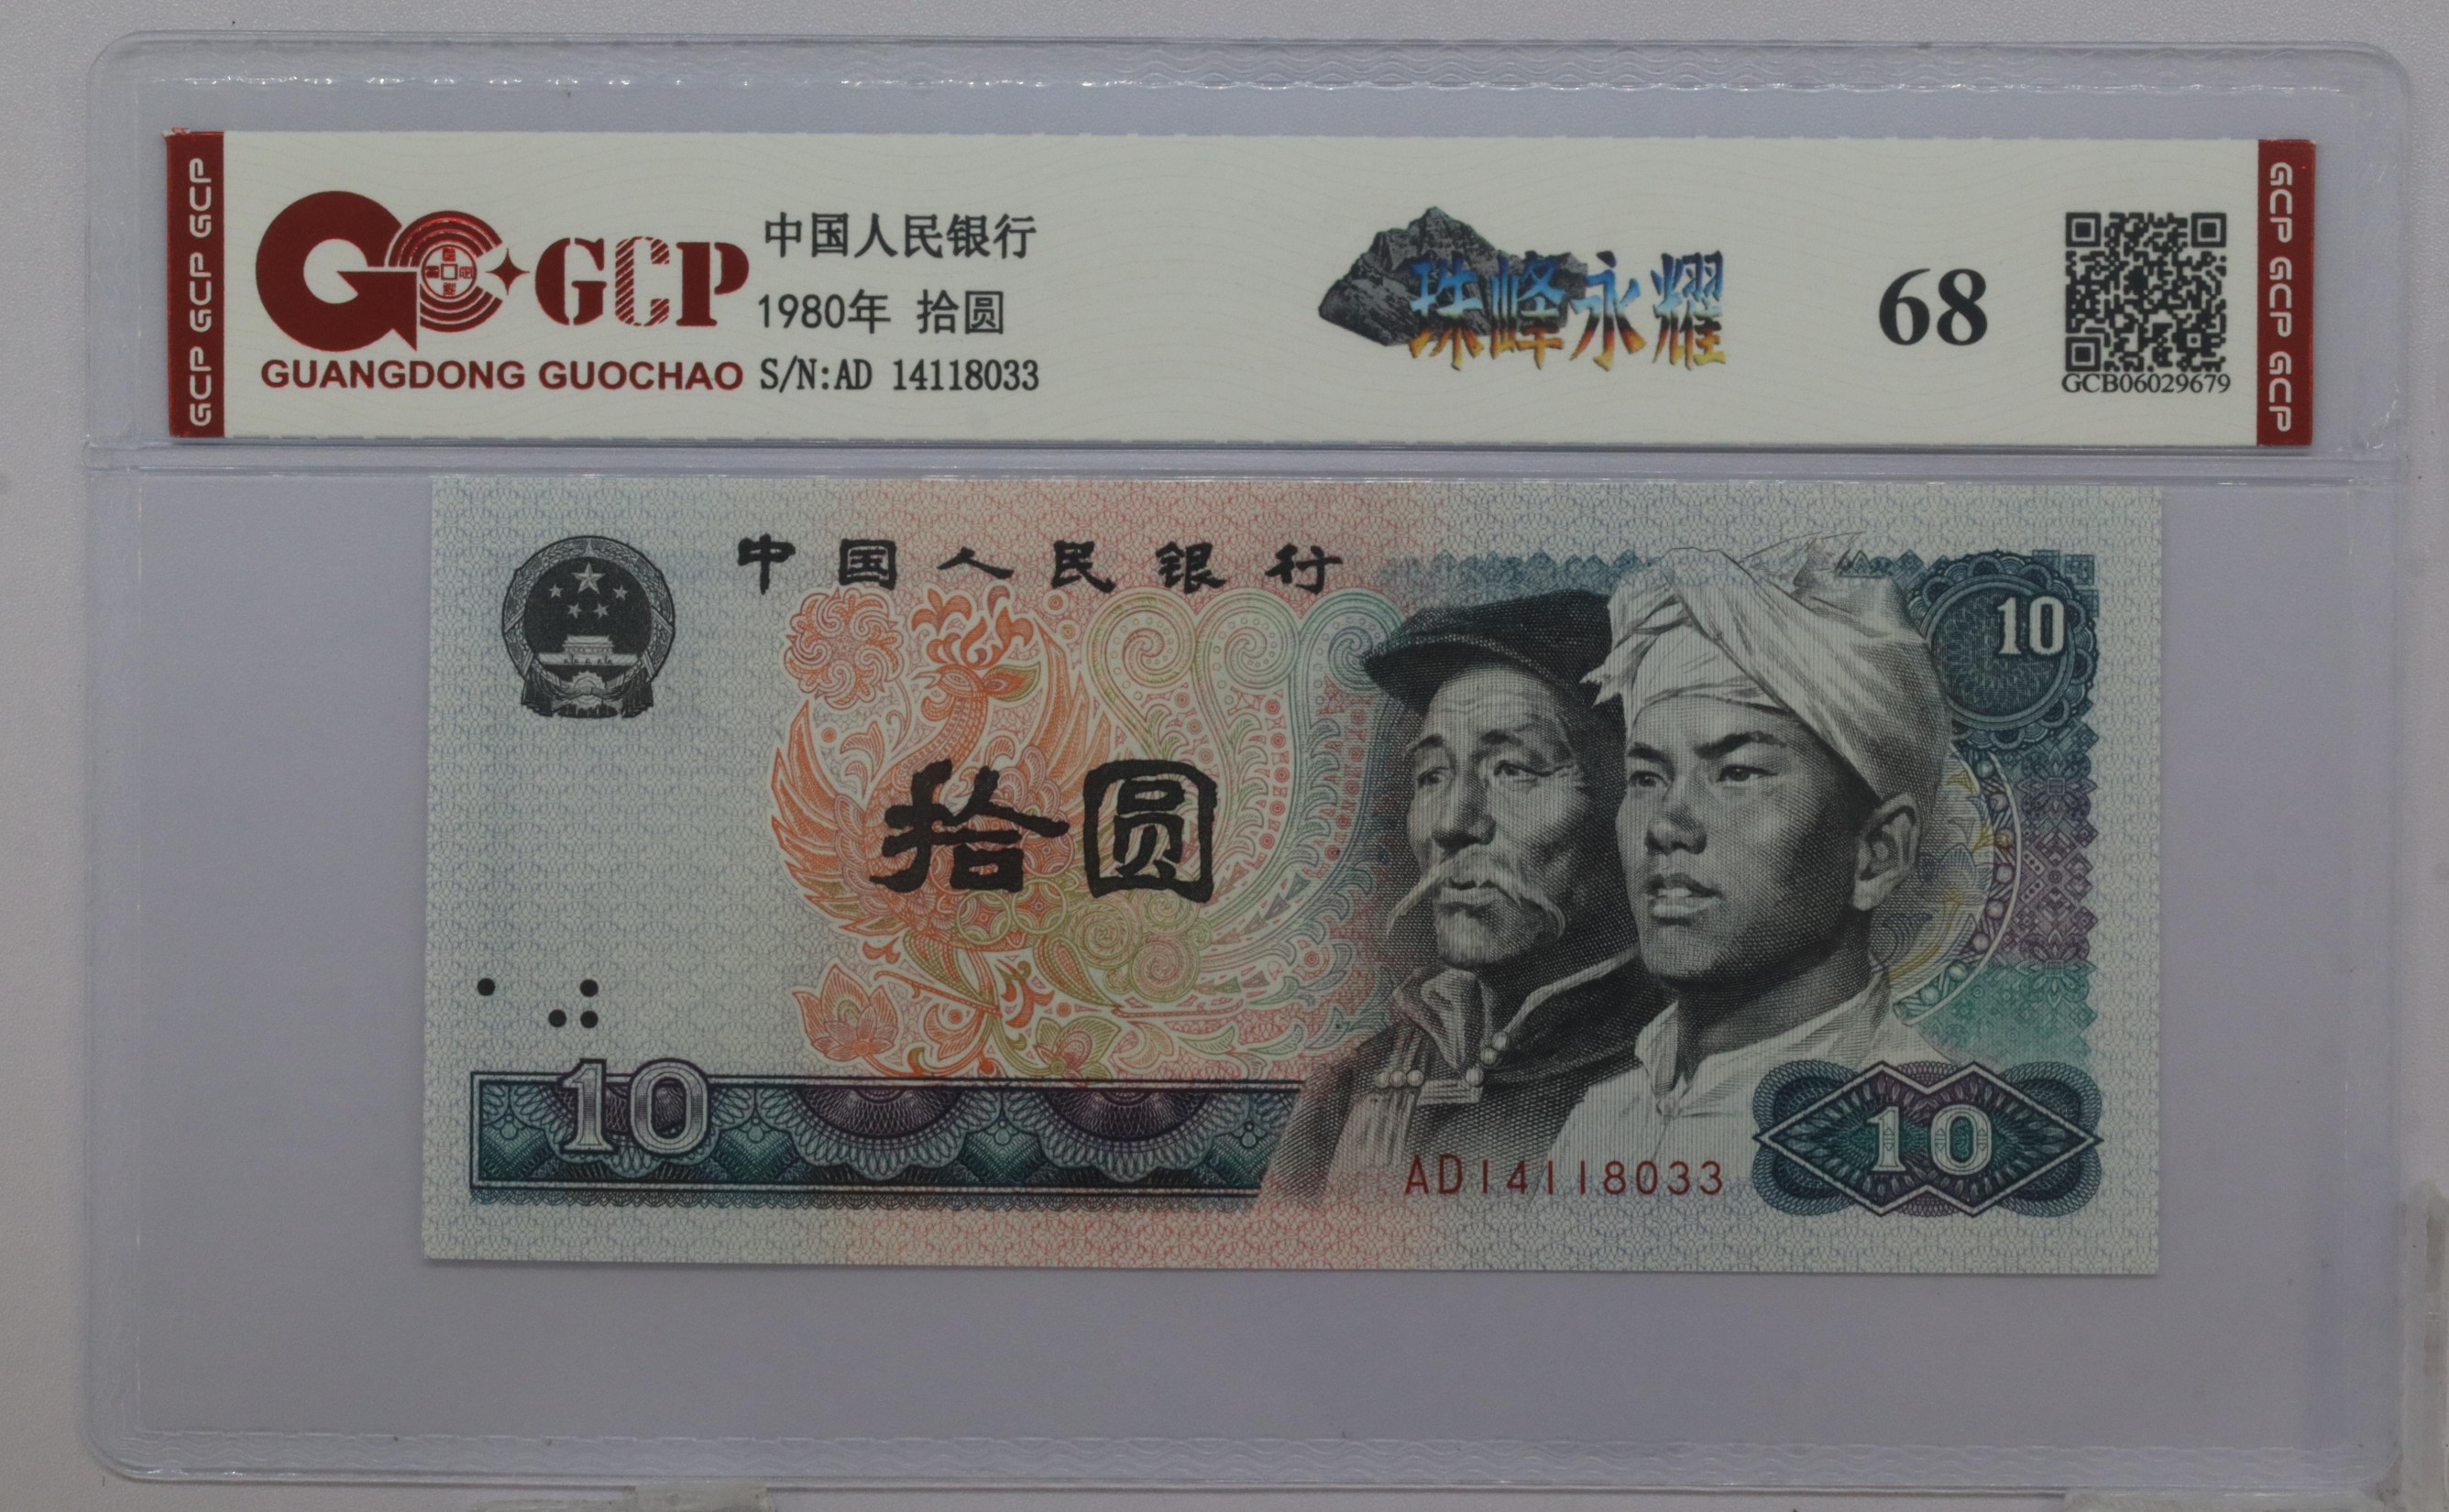 GCP GCP GCP
GCP
GUANGDONG GUOCHAO
中国人民银行
1980年 拾圆
S/N:AD 14118033
珠峰永耀
68
GCB06029679
GCP GCP GCP
中国人民银行
10
拾圆
10
AD14118033
10